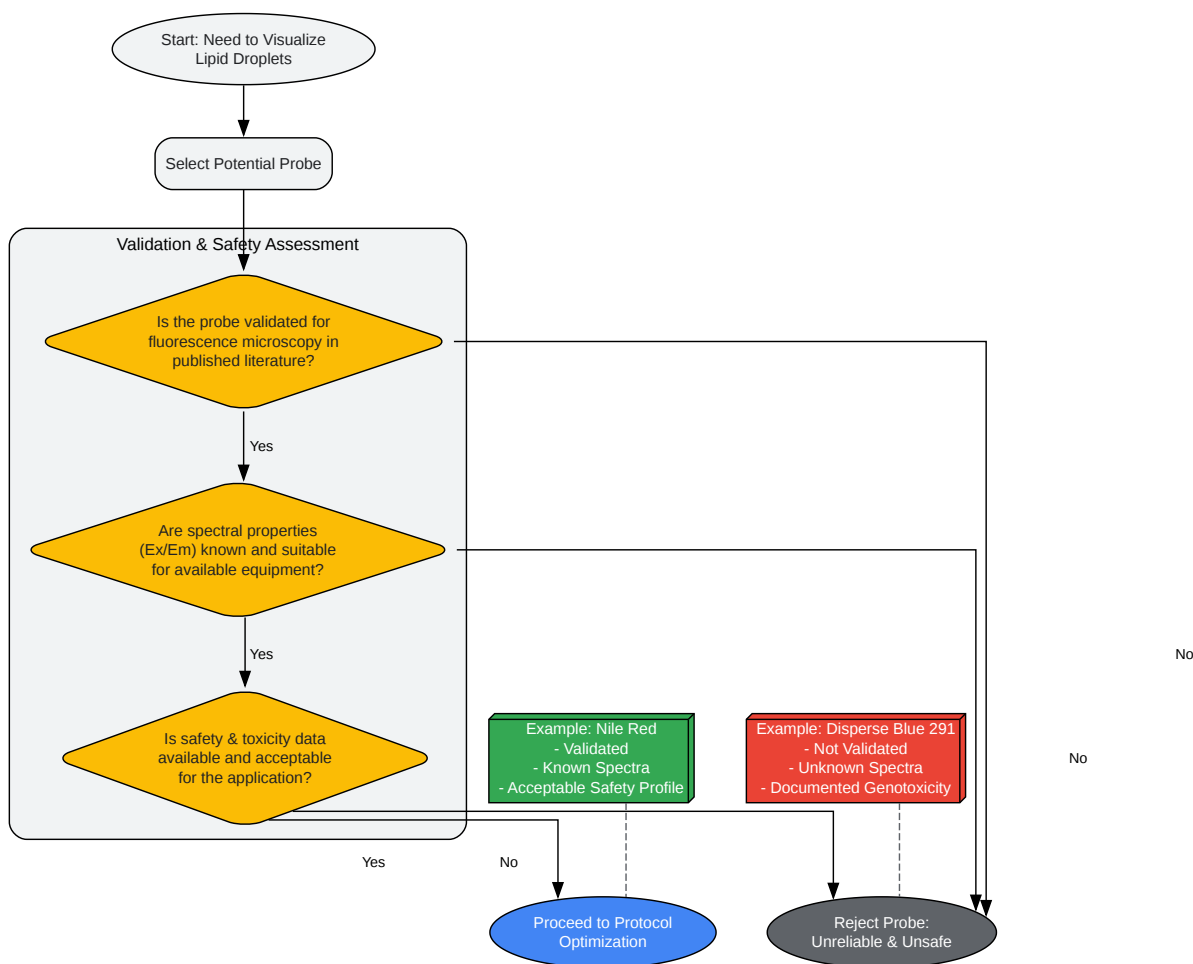 Start: Need to Visualize
Lipid Droplets
Select Potential Probe
Validation & Safety Assessment
Is the probe validated for
fluorescence microscopy in
published literature?
Yes
Are spectral properties
(Ex/Em) known and suitable
for available equipment?
Yes
No
Is safety & toxicity data
available and acceptable
for the application?
Example: Nile Red
- Validated
- Known Spectra
- Acceptable Safety Profile
Example: Disperse Blue 291
- Not Validated
- Unknown Spectra
- Documented Genotoxicity
No
Yes
No
Proceed to Protocol
Optimization
Reject Probe:
Unreliable & Unsafe